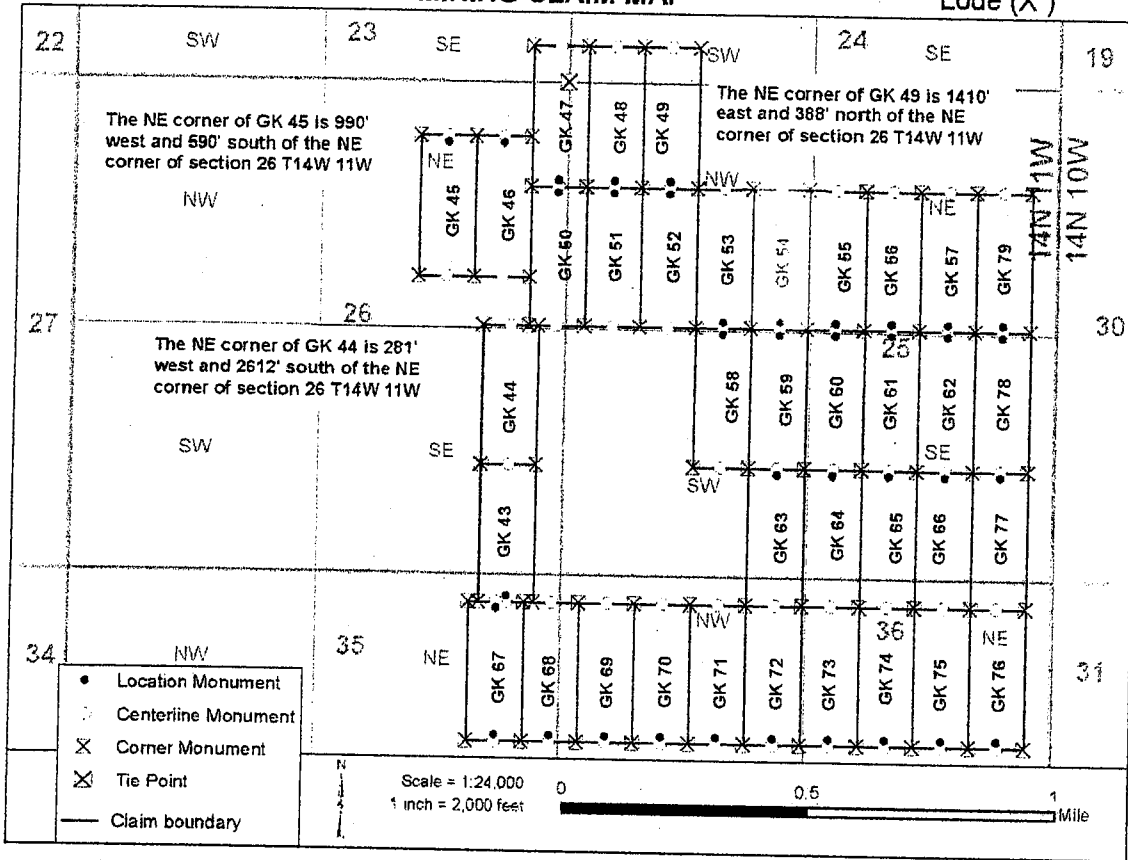 Lode (X )
22
SW
23
SE
SW
24
SE
19
The NE corner of GK 45 is 990'
west and 590' south of the NE
corner of section 26 T14W 11W
The NE corner of GK 49 is 1410'
east and 388' north of the NE
corner of section 26 T14W 11W
GK 47
GK 48
GK 49
14N 11W
14N 10W
NE
NW
NW
NE
GK 45
GK 46
GK 50
GK 51
GK 52
GK 53
GK 54
GK 55
GK 56
GK 57
GK 79
27
26
25
30
The NE corner of GK 44 is 281'
west and 2612' south of the NE
corner of section 26 T14W 11W
GK 44
GK 58
GK 59
GK 60
GK 61
GK 62
GK 78
SW
SE
SW
SE
GK 43
GK 63
GK 64
GK 65
GK 66
GK 77
34
NW
35
NE
NW
36
NE
31
GK 67
GK 68
GK 69
GK 70
GK 71
GK 72
GK 73
GK 74
GK 75
GK 76
Location Monument
Centerline Monument
Corner Monument
Tie Point
Claim boundary
N
Scale = 1:24,000
1 inch = 2,000 feet
0
0.5
1
Mile